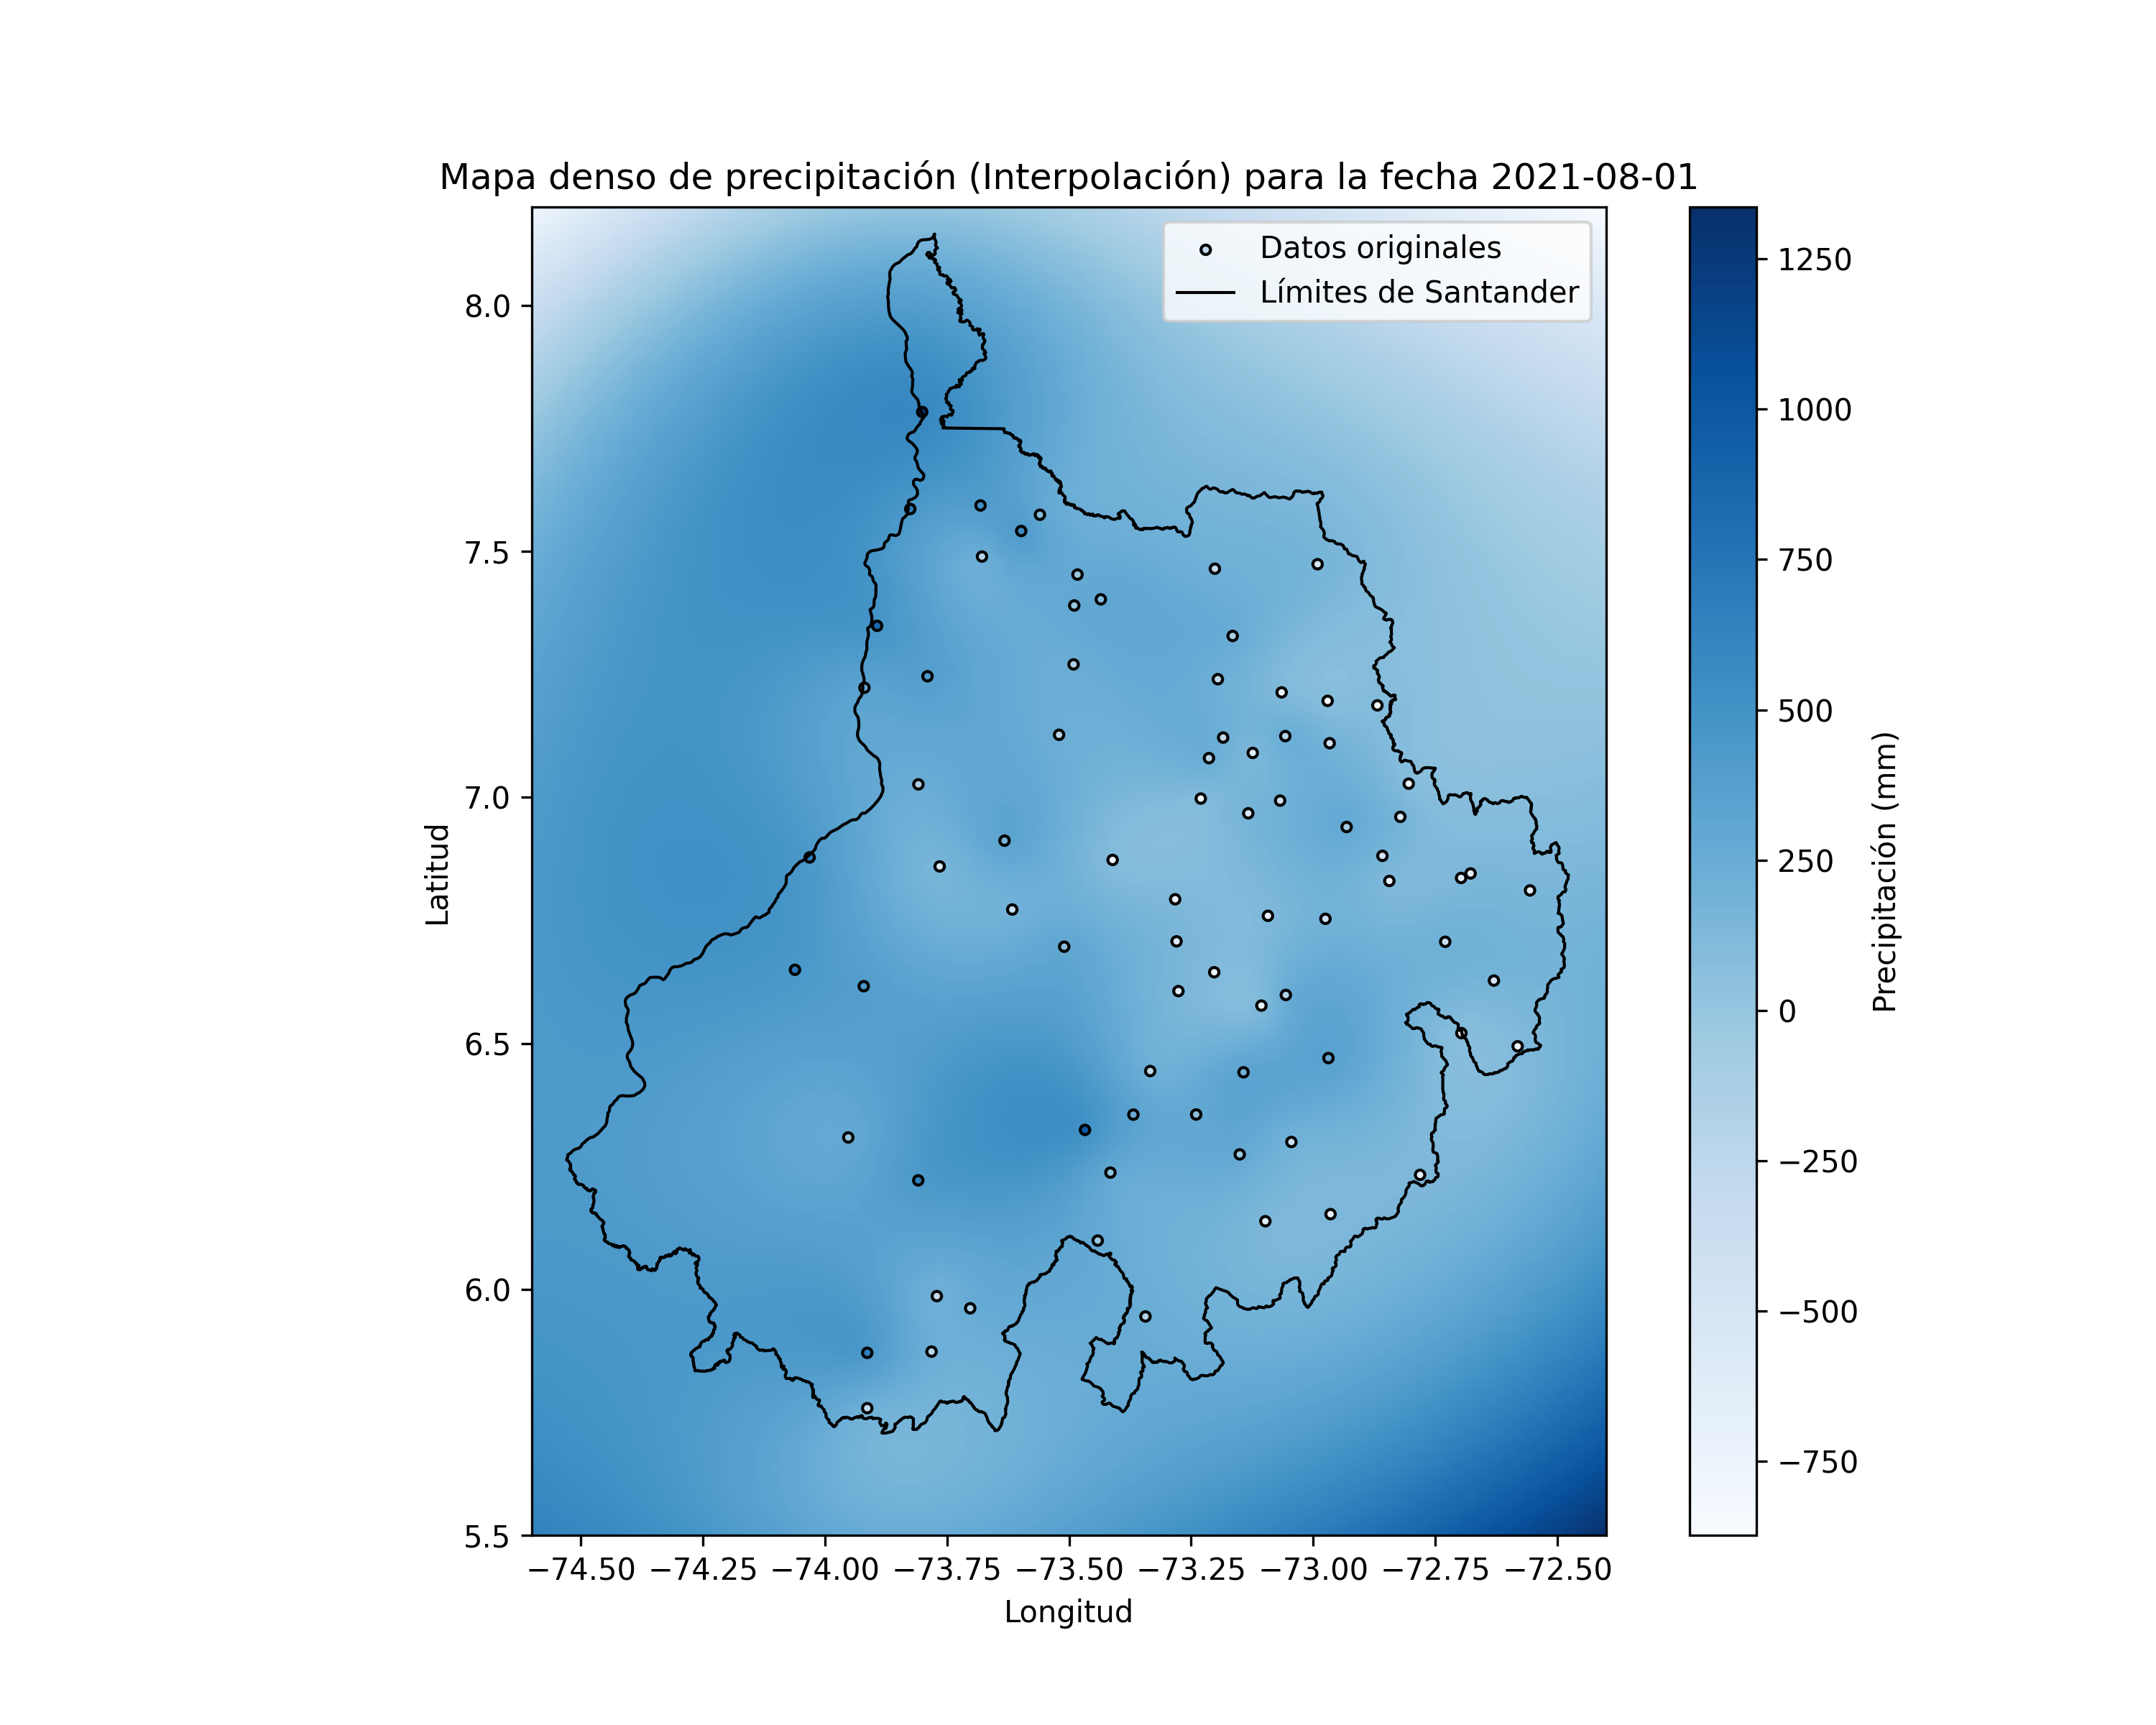 Mapa denso de precipitación (Interpolación) para la fecha 2021-08-01
Datos originales
Límites de Santander
8.0
7.5
7.0
6.5
6.0
5.5
Latitud
−74.50 −74.25 −74.00 −73.75 −73.50 −73.25 −73.00 −72.75 −72.50
Longitud
1250
1000
750
500
250
0
−250
−500
−750
Precipitación (mm)